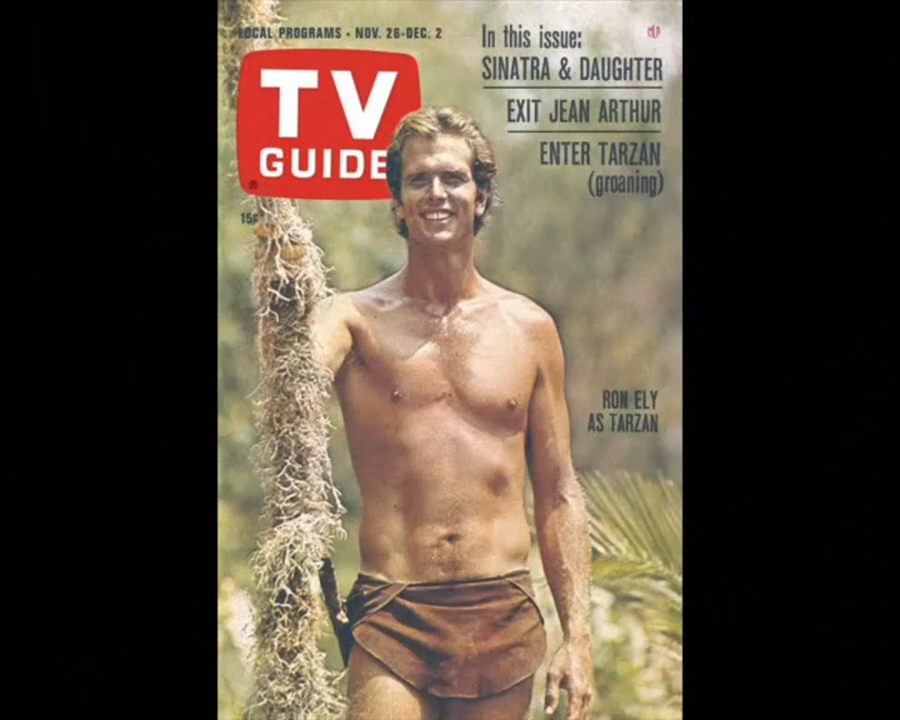 LOCAL PROGRAMS • NOV. 26-DEC. 2
TV
GUIDE
®
15¢
In this issue:
SINATRA & DAUGHTER
EXIT JEAN ARTHUR
ENTER TARZAN
(groaning)
RON ELY
AS TARZAN